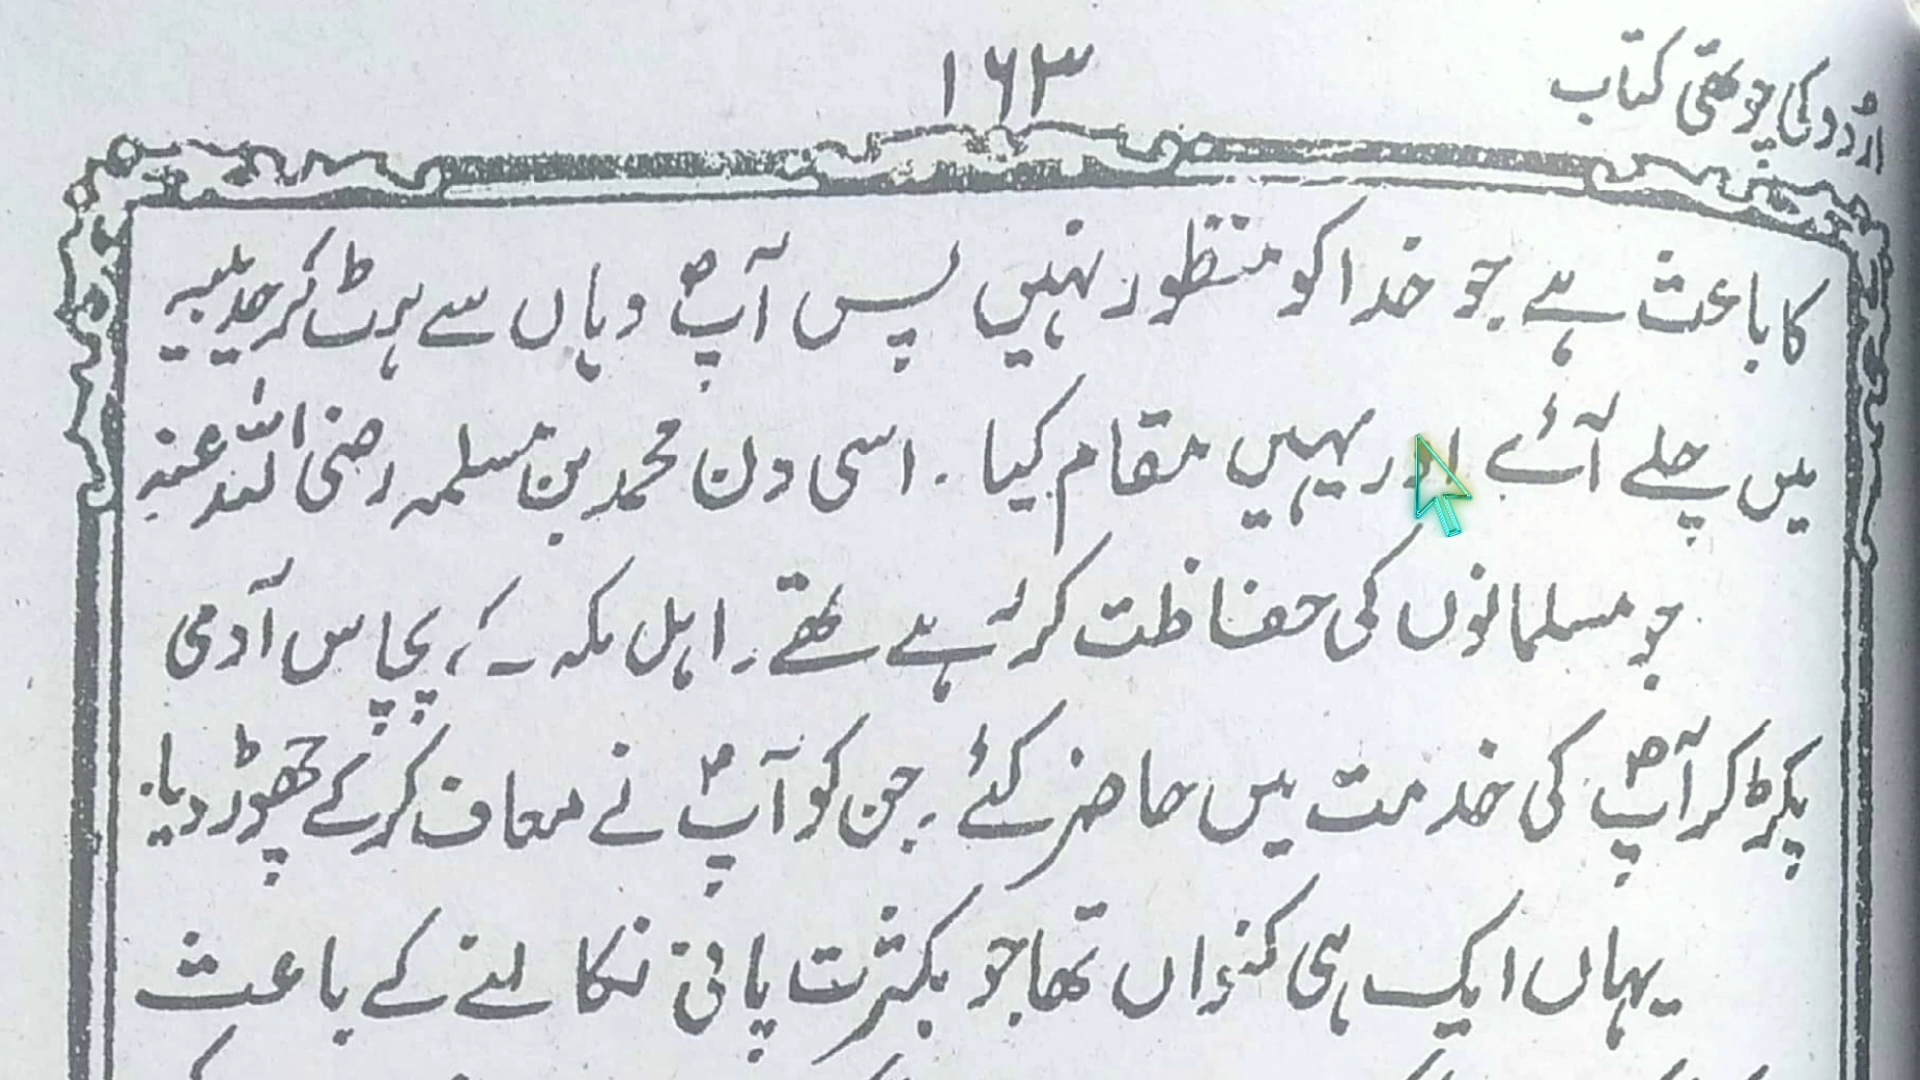 اردو کی چوتھی کتاب
۱۶۳
کا باعث ہے جو خدا کو منظور نہیں پس آپؐ وہاں سے ہٹ کر حدیبیہ
میں چلے آئے اور یہیں مقام کیا ۔ اسی دن محمد بن مسلمہ رضی اللہ عنہ
جو مسلمانوں کی حفاظت کر رہے تھے ۔ اہل مکہ کے پچاس آدمی
پکڑ کر آپؐ کی خدمت میں حاضر کئے ۔ جن کو آپؐ نے معاف کر کے چھوڑ دیا ۔
یہاں ایک ہی کنواں تھا جو بکثرت پانی نکالنے کے باعث